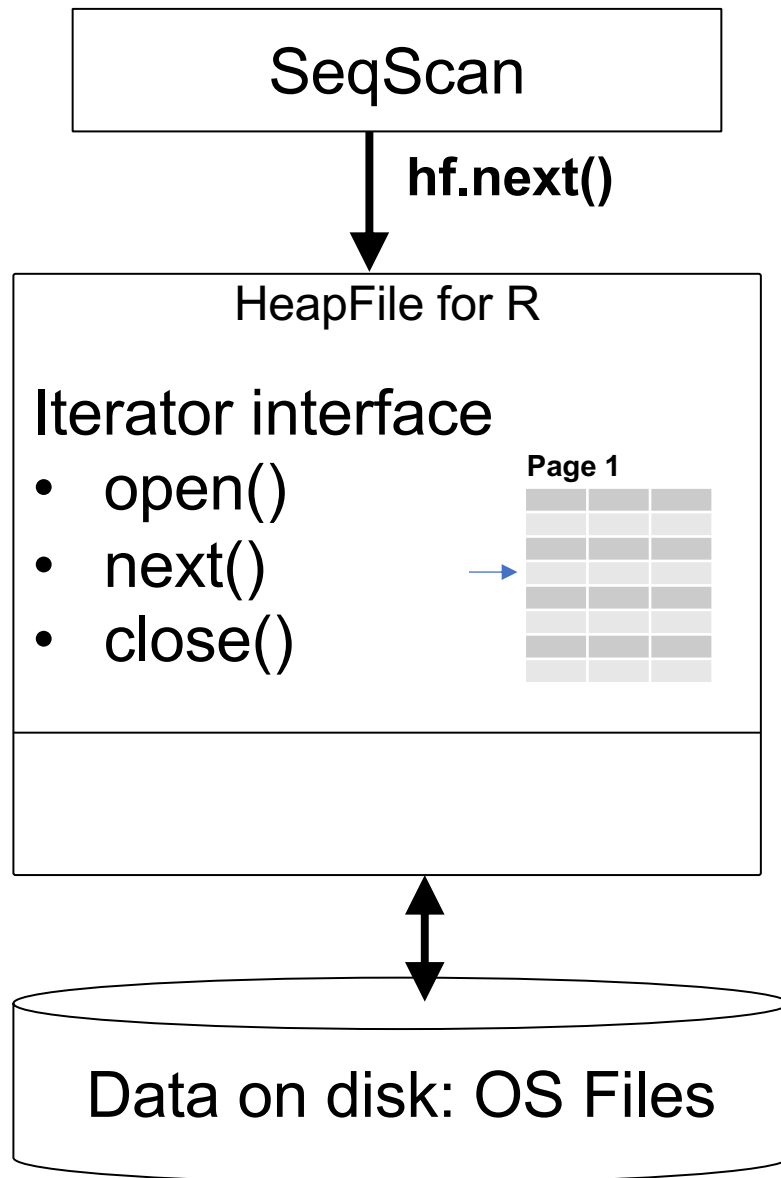 SeqScan
hf.next()
HeapFile for R
Iterator interface
• open()
Page 1
• next()
• close()
Data on disk: OS Files